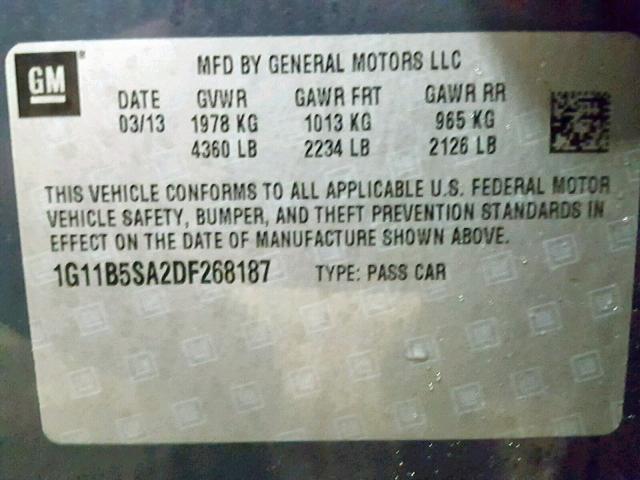 GM
MFD BY GENERAL MOTORS LLC
DATE GVWR GAWR FRT GAWR RR
03/13 1978 KG 1013 KG 965 KG
4360 LB 2234 LB 2126 LB
THIS VEHICLE CONFORMS TO ALL APPLICABLE U.S. FEDERAL MOTOR
VEHICLE SAFETY, BUMPER, AND THEFT PREVENTION STANDARDS IN
EFFECT ON THE DATE OF MANUFACTURE SHOWN ABOVE.
1G11B5SA2DF268187 TYPE: PASS CAR